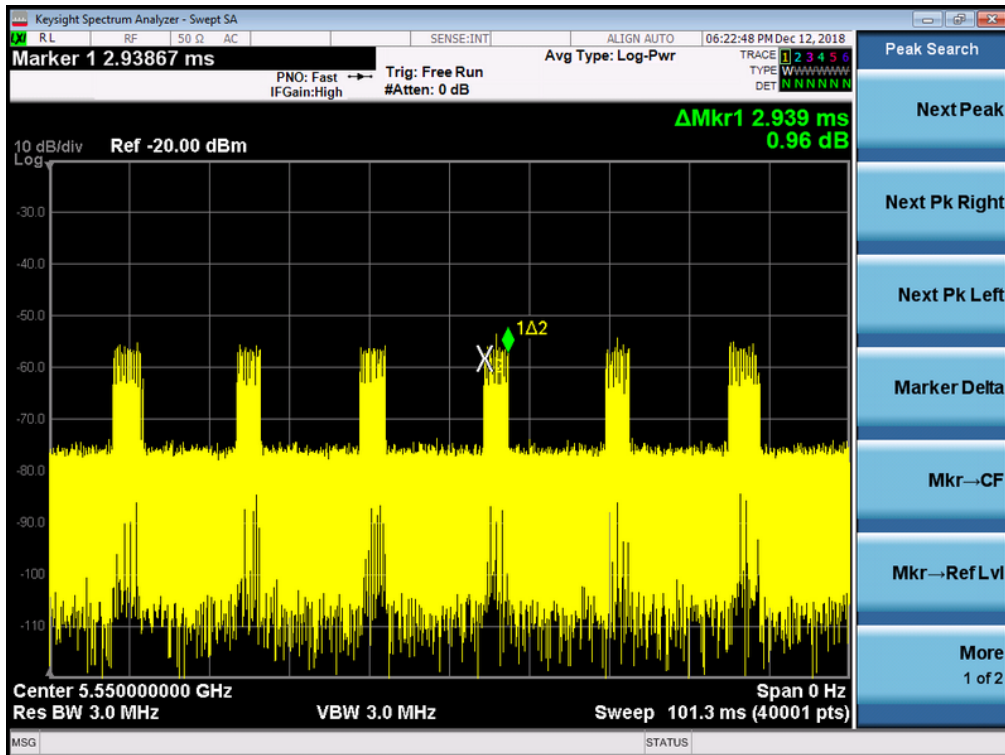 Keysight Spectrum Analyzer - Swept SA
LXI RL RF 50 Ω AC SENSE:INT ALIGN AUTO 06:22:48 PM Dec 12, 2018
Marker 1 2.93867 ms
PNO: Fast
IFGain:High
Trig: Free Run
#Atten: 0 dB
Avg Type: Log-Pwr
TRACE 1 2 3 4 5 6
TYPE WWWWWW
DET N N N N N N
ΔMkr1 2.939 ms
0.96 dB
10 dB/div Ref -20.00 dBm
Log
-30.0
-40.0
-50.0
-60.0
-70.0
-80.0
-90.0
-100
-110
1Δ2
Center 5.550000000 GHz Span 0 Hz
Res BW 3.0 MHz VBW 3.0 MHz Sweep 101.3 ms (40001 pts)
MSG STATUS
Peak Search
Next Peak
Next Pk Right
Next Pk Left
Marker Delta
Mkr→CF
Mkr→Ref Lvl
More
1 of 2